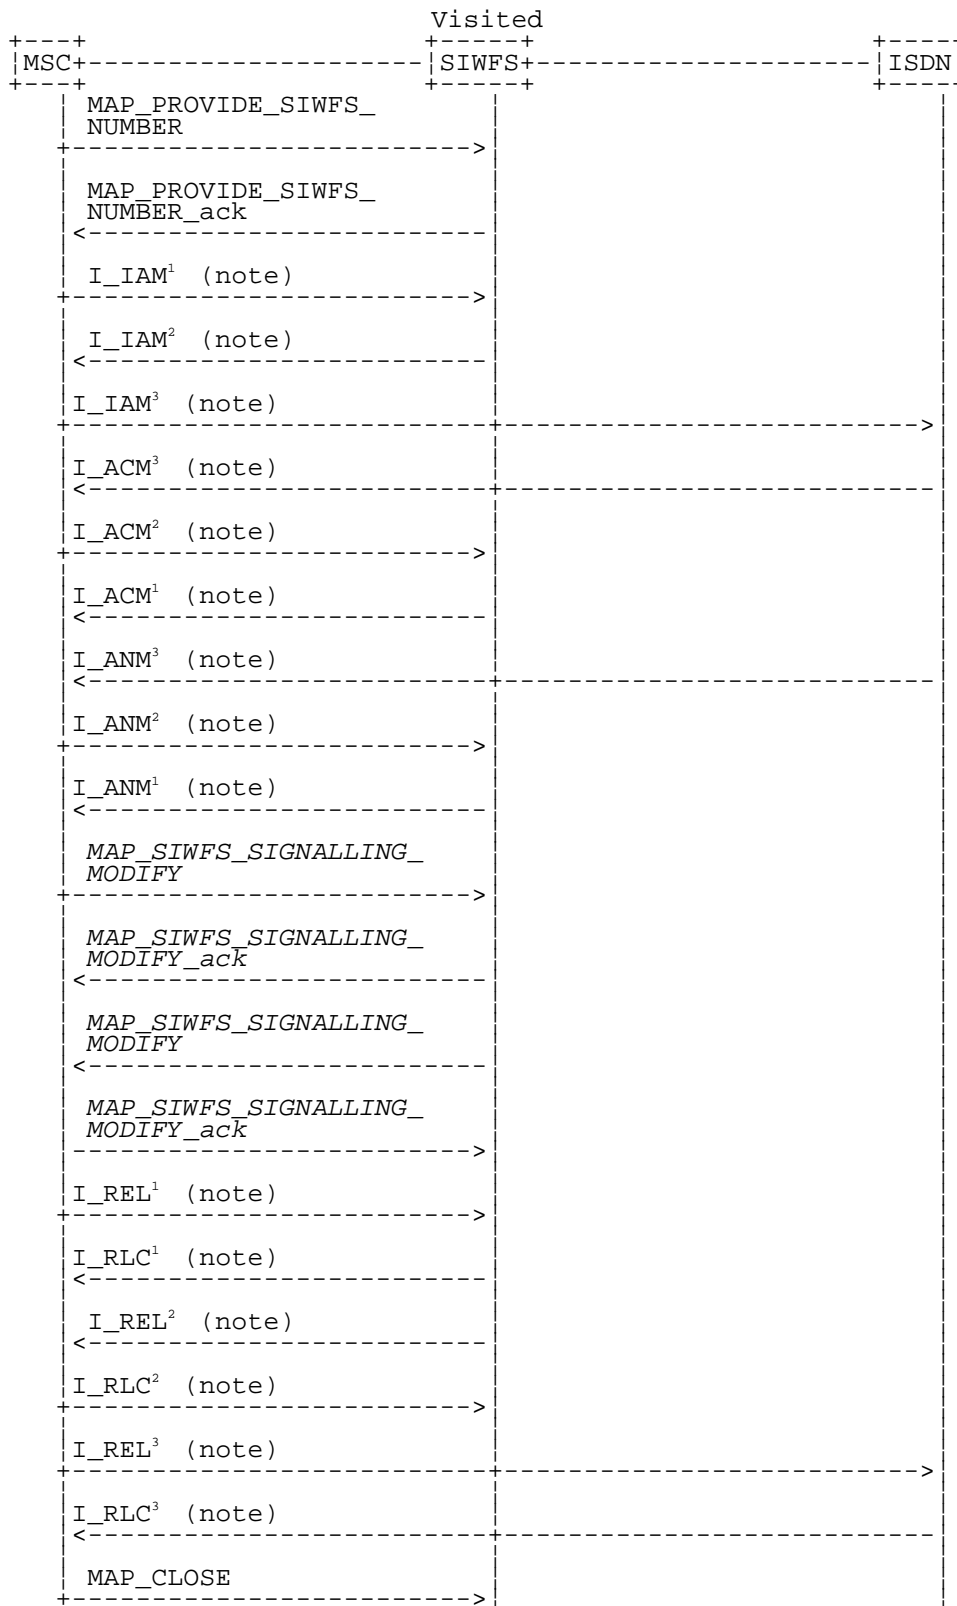 Visited
MSC SIWFS ISDN
MAP_PROVIDE_SIWFS_
NUMBER
MAP_PROVIDE_SIWFS_
NUMBER_ack
I_IAM¹ (note)
I_IAM² (note)
I_IAM³ (note)
I_ACM³ (note)
I_ACM² (note)
I_ACM¹ (note)
I_ANM³ (note)
I_ANM² (note)
I_ANM¹ (note)
MAP_SIWFS_SIGNALLING_
MODIFY
MAP_SIWFS_SIGNALLING_
MODIFY_ack
MAP_SIWFS_SIGNALLING_
MODIFY
MAP_SIWFS_SIGNALLING_
MODIFY_ack
I_REL¹ (note)
I_RLC¹ (note)
I_REL² (note)
I_RLC² (note)
I_REL³ (note)
I_RLC³ (note)
MAP_CLOSE